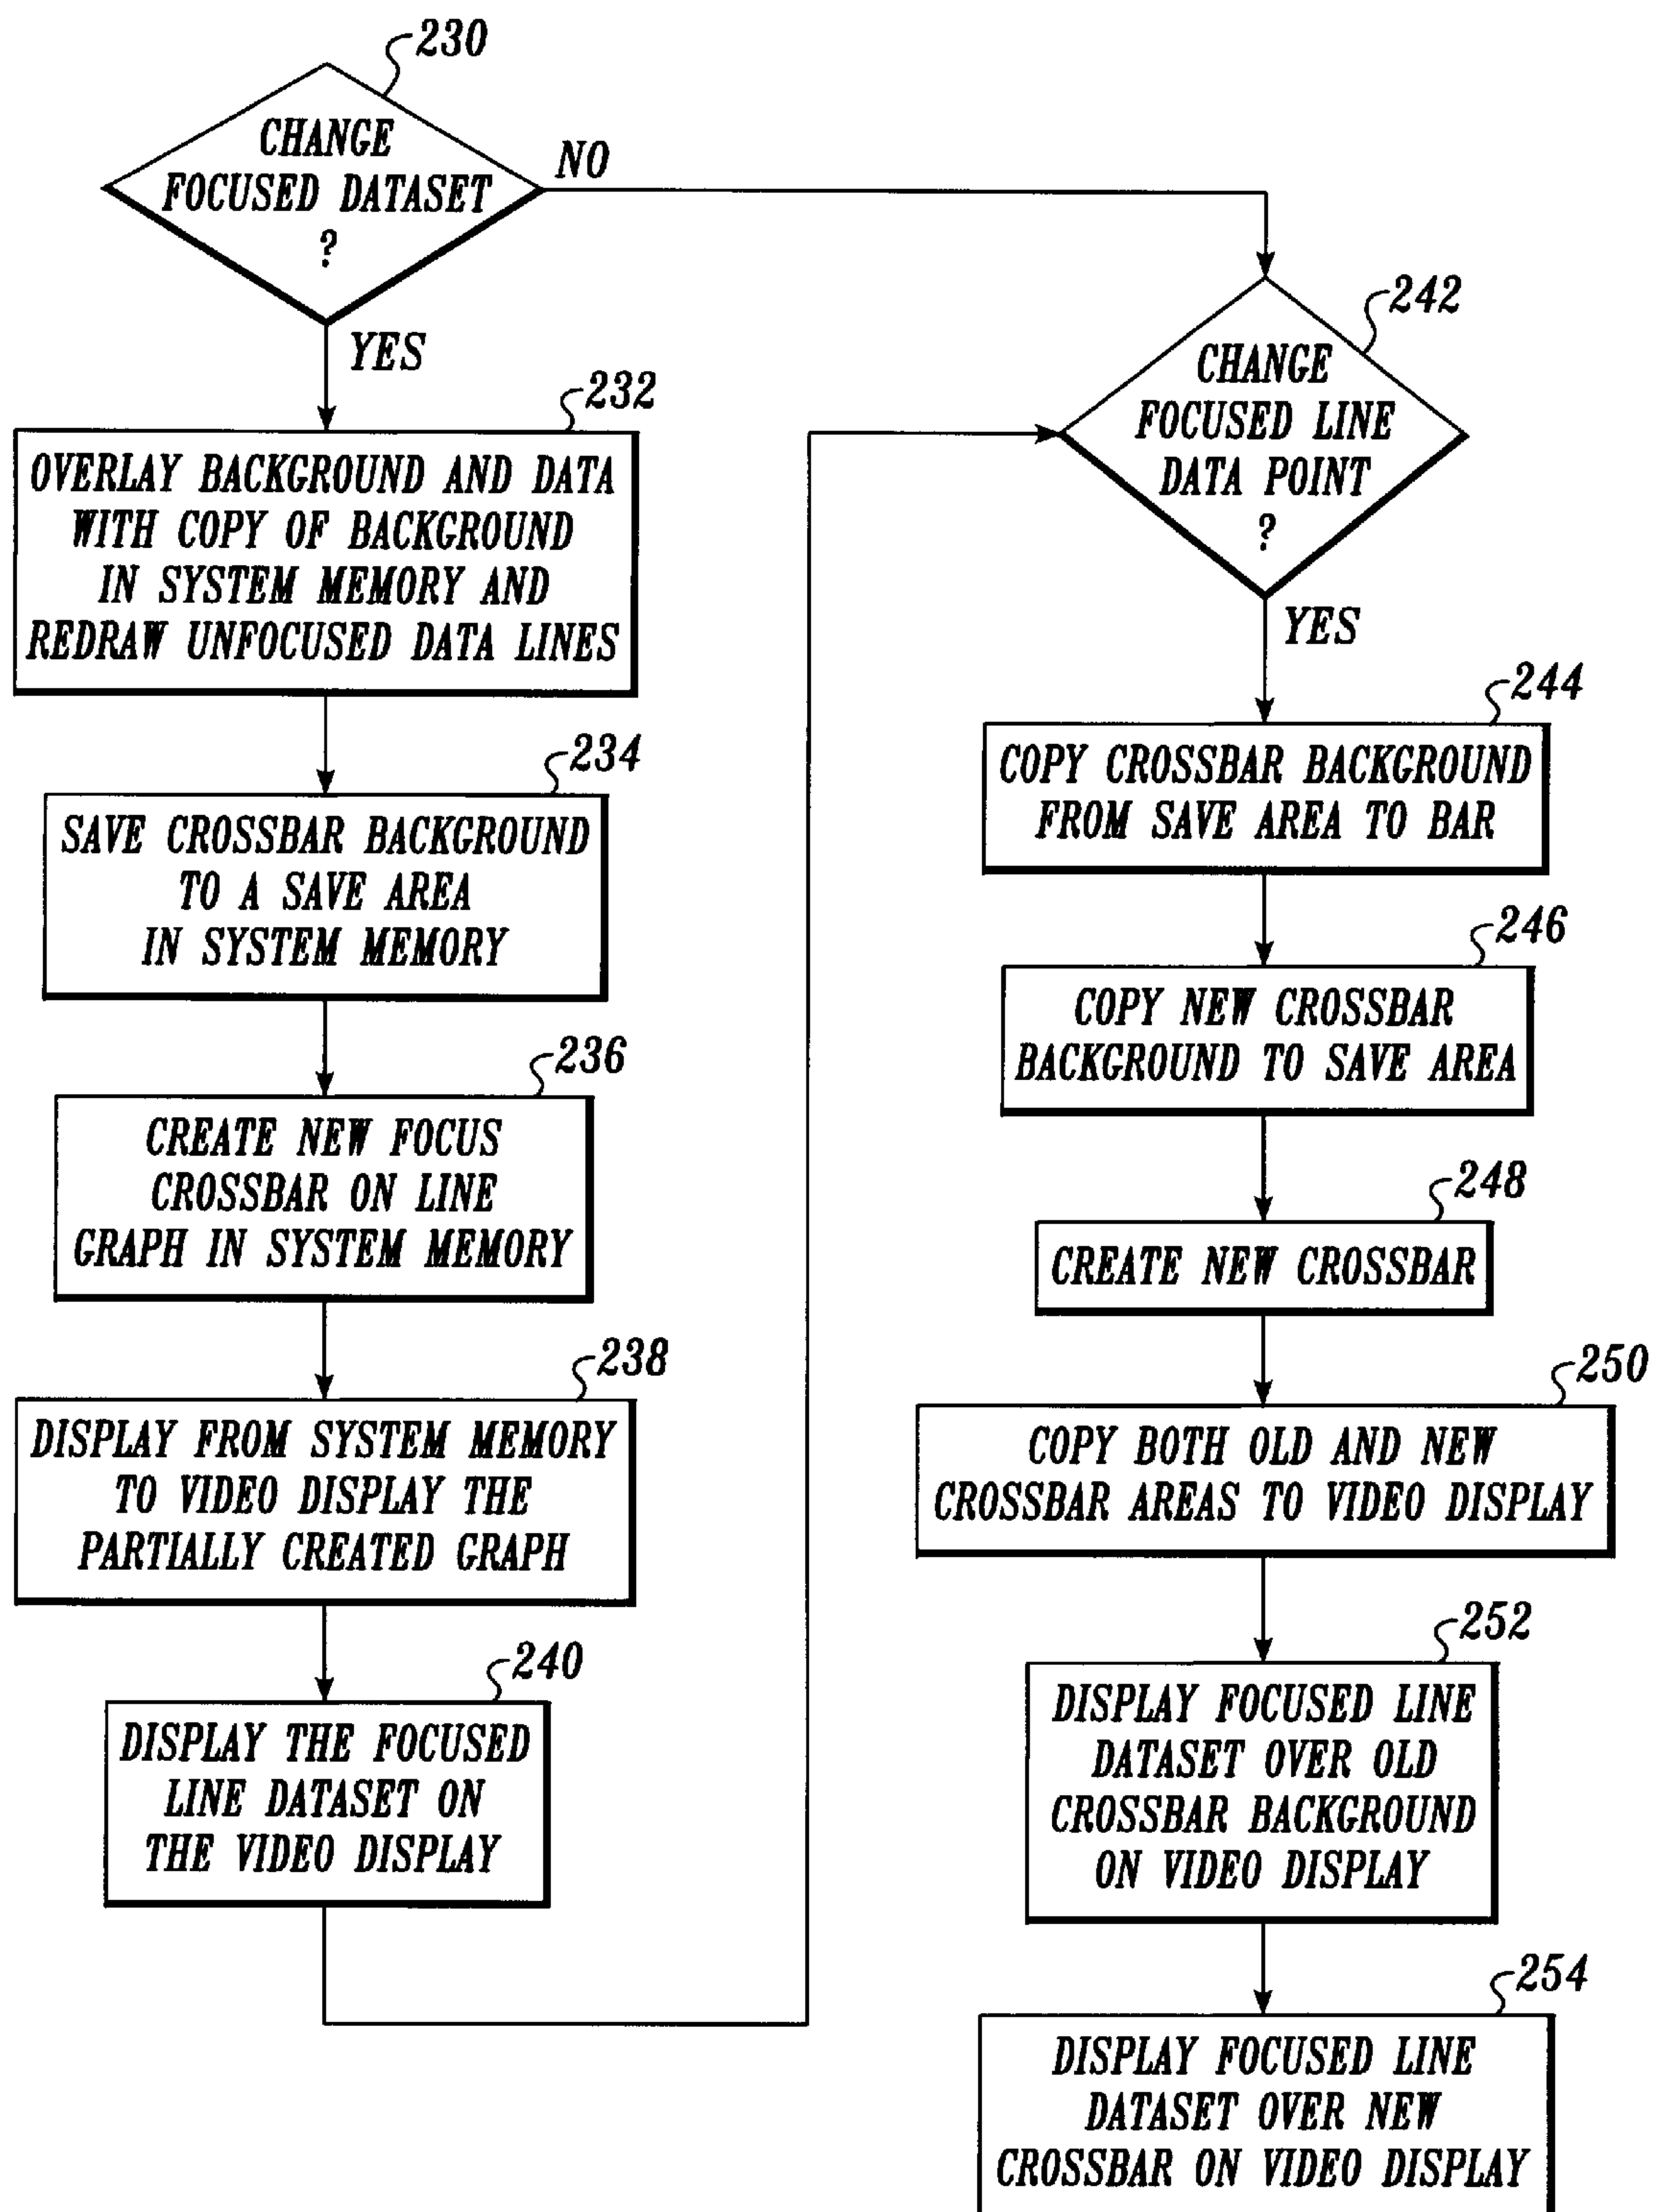 230
CHANGE
FOCUSED DATASET
?
NO
YES
232
OVERLAY BACKGROUND AND DATA
WITH COPY OF BACKGROUND
IN SYSTEM MEMORY AND
REDRAW UNFOCUSED DATA LINES
234
SAVE CROSSBAR BACKGROUND
TO A SAVE AREA
IN SYSTEM MEMORY
236
CREATE NEW FOCUS
CROSSBAR ON LINE
GRAPH IN SYSTEM MEMORY
238
DISPLAY FROM SYSTEM MEMORY
TO VIDEO DISPLAY THE
PARTIALLY CREATED GRAPH
240
DISPLAY THE FOCUSED
LINE DATASET ON
THE VIDEO DISPLAY
242
CHANGE
FOCUSED LINE
DATA POINT
?
YES
244
COPY CROSSBAR BACKGROUND
FROM SAVE AREA TO BAR
246
COPY NEW CROSSBAR
BACKGROUND TO SAVE AREA
248
CREATE NEW CROSSBAR
250
COPY BOTH OLD AND NEW
CROSSBAR AREAS TO VIDEO DISPLAY
252
DISPLAY FOCUSED LINE
DATASET OVER OLD
CROSSBAR BACKGROUND
ON VIDEO DISPLAY
254
DISPLAY FOCUSED LINE
DATASET OVER NEW
CROSSBAR ON VIDEO DISPLAY